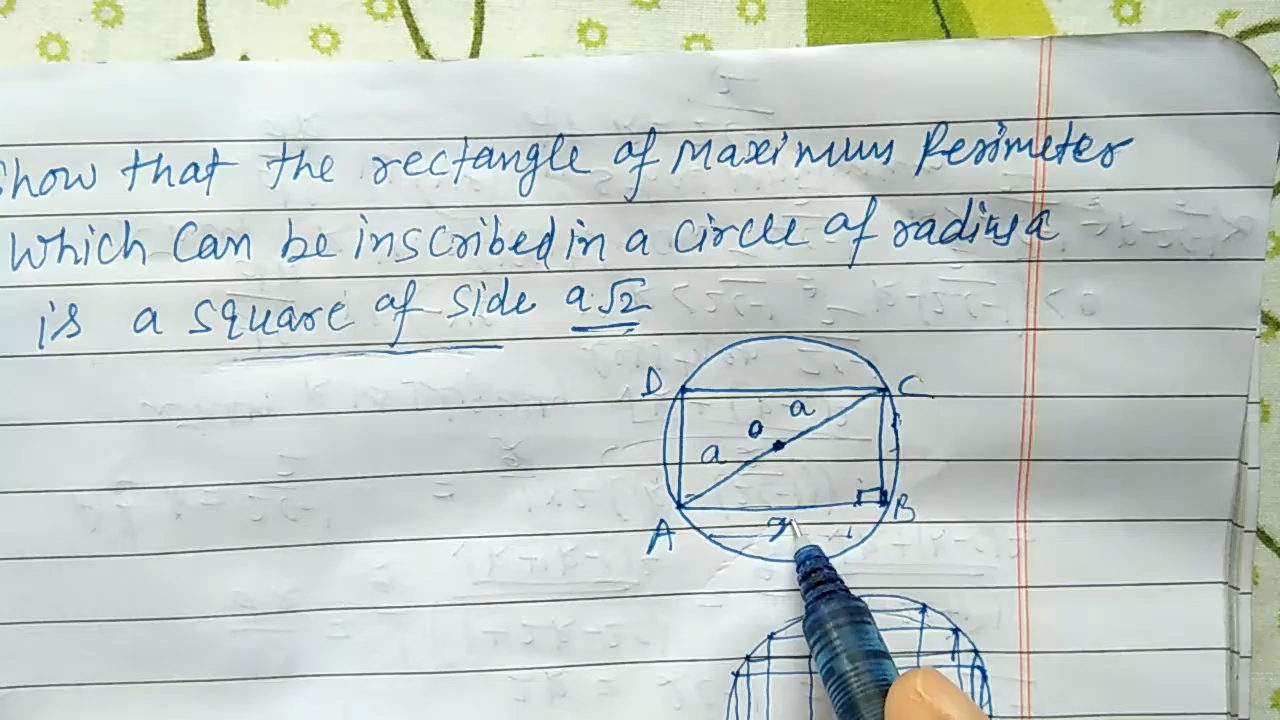 Show that the rectangle of Maximum Perimeter
Which Can be inscribed in a circle of radius a
is a square of side a√2
D C
a
o
a
A B
x